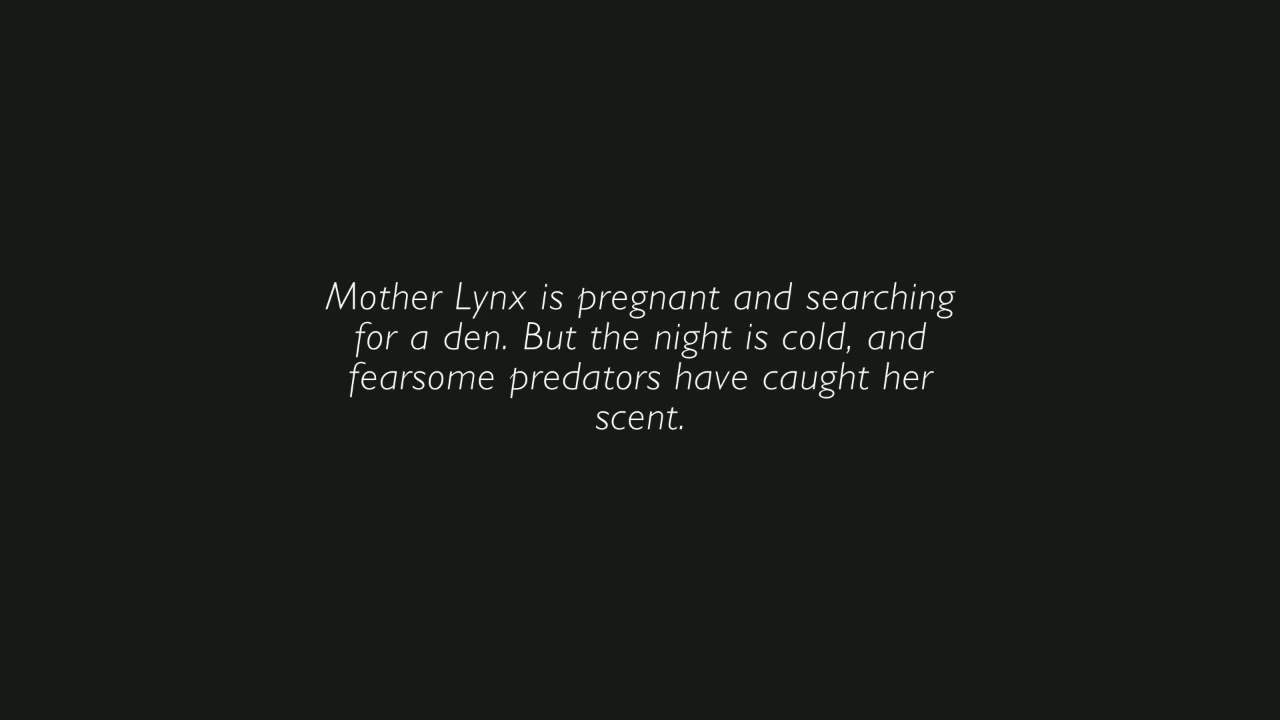 Mother Lynx is pregnant and searching
for a den. But the night is cold, and
fearsome predators have caught her
scent.